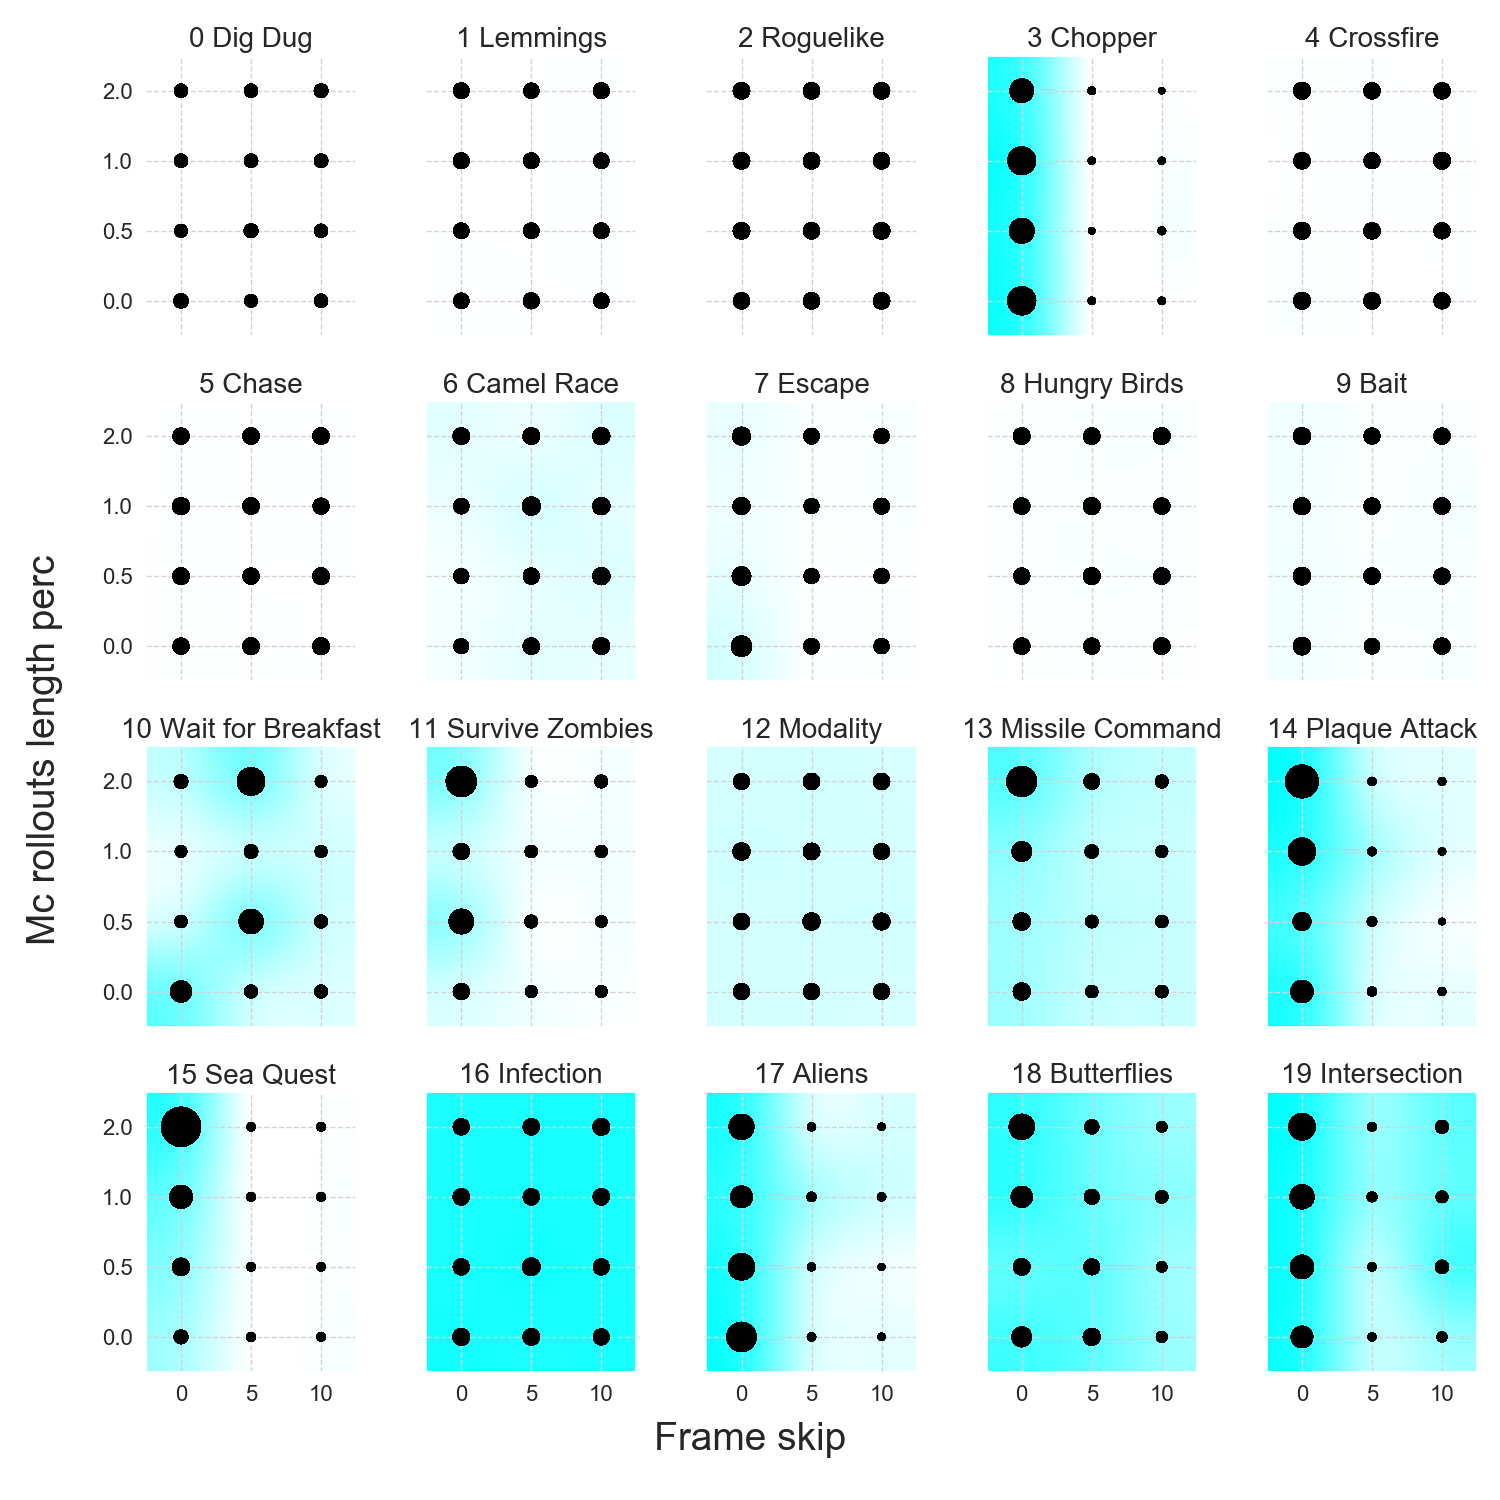 0 Dig Dug 1 Lemmings 2 Roguelike 3 Chopper 4 Crossfire
2.0
1.0
0.5
0.0
5 Chase 6 Camel Race 7 Escape 8 Hungry Birds 9 Bait
2.0
1.0
0.5
0.0
Mc rollouts length perc
10 Wait for Breakfast 11 Survive Zombies 12 Modality 13 Missile Command 14 Plaque Attack
2.0
1.0
0.5
0.0
15 Sea Quest 16 Infection 17 Aliens 18 Butterflies 19 Intersection
2.0
1.0
0.5
0.0
0 5 10 0 5 10 0 5 10 0 5 10 0 5 10
Frame skip